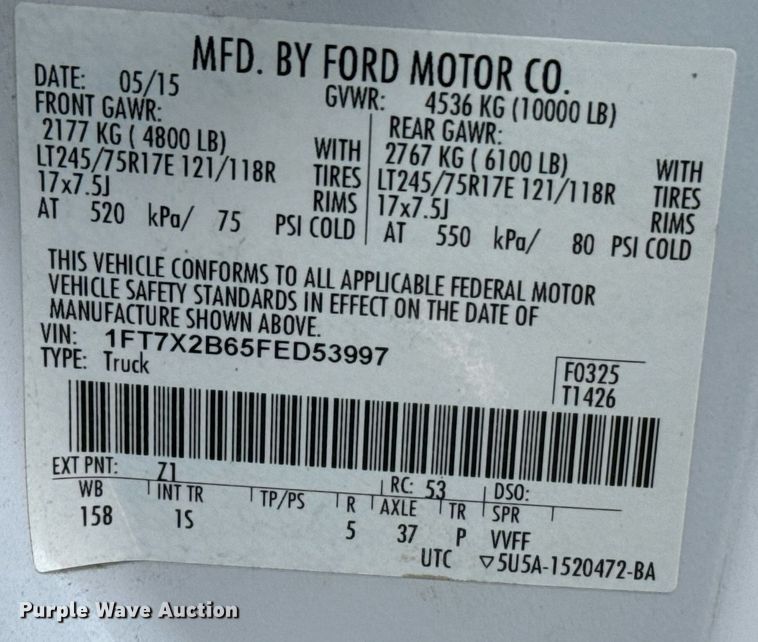 MFD. BY FORD MOTOR CO.
DATE: 05/15
GVWR: 4536 KG (10000 LB)
FRONT GAWR:
2177 KG ( 4800 LB) WITH
LT245/75R17E 121/118R TIRES
17x7.5J RIMS
AT 520 kPa/ 75 PSI COLD
REAR GAWR:
2767 KG ( 6100 LB) WITH
LT245/75R17E 121/118R TIRES
17x7.5J RIMS
AT 550 kPa/ 80 PSI COLD
THIS VEHICLE CONFORMS TO ALL APPLICABLE FEDERAL MOTOR
VEHICLE SAFETY STANDARDS IN EFFECT ON THE DATE OF
MANUFACTURE SHOWN ABOVE.
VIN: 1FT7X2B65FED53997
TYPE: Truck
F0325
T1426
EXT PNT: Z1 RC: 53 DSO:
WB INT TR TP/PS R AXLE TR SPR
158 1S 5 37 P VVFF
UTC ▽5U5A-1520472-BA
Purple Wave Auction